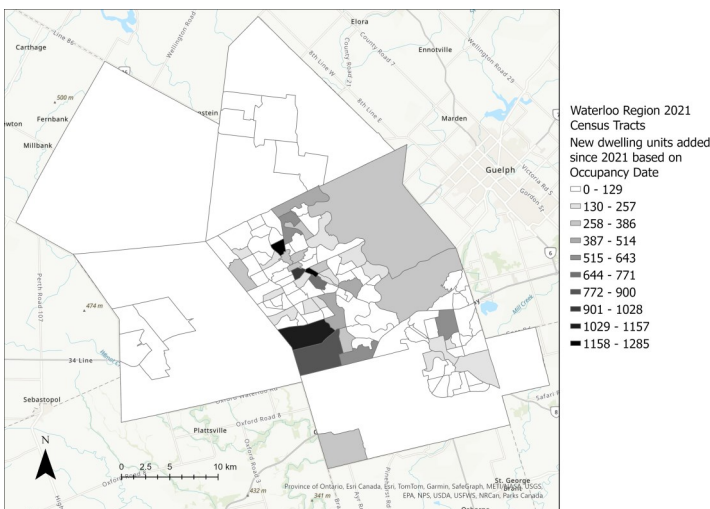 Elora
Carthage
Line 86
Wellington Road
County Road 21
County Road 7
Ennotville
8th Line W
Wellington Road 29
500 m
Fernbank
8th Line E
Marden
Millbank
Guelph
Victoria Rd S
Gordon St
6
Perth Road 107
474 m
Mill Creek
34 Line
Sebastopol
Plattsville
Oxford Road 8
Oxford Road 3
8
N
0 2.5 5 10 km
432 m
341 m
St. George
Province of Ontario, Esri Canada, Esri, TomTom, Garmin, SafeGraph, METI/NASA, USGS,
EPA, NPS, USDA, USFWS, NRCan, Parks Canada
Waterloo Region 2021
Census Tracts
New dwelling units added
since 2021 based on
Occupancy Date
0 - 129
130 - 257
258 - 386
387 - 514
515 - 643
644 - 771
772 - 900
901 - 1028
1029 - 1157
1158 - 1285